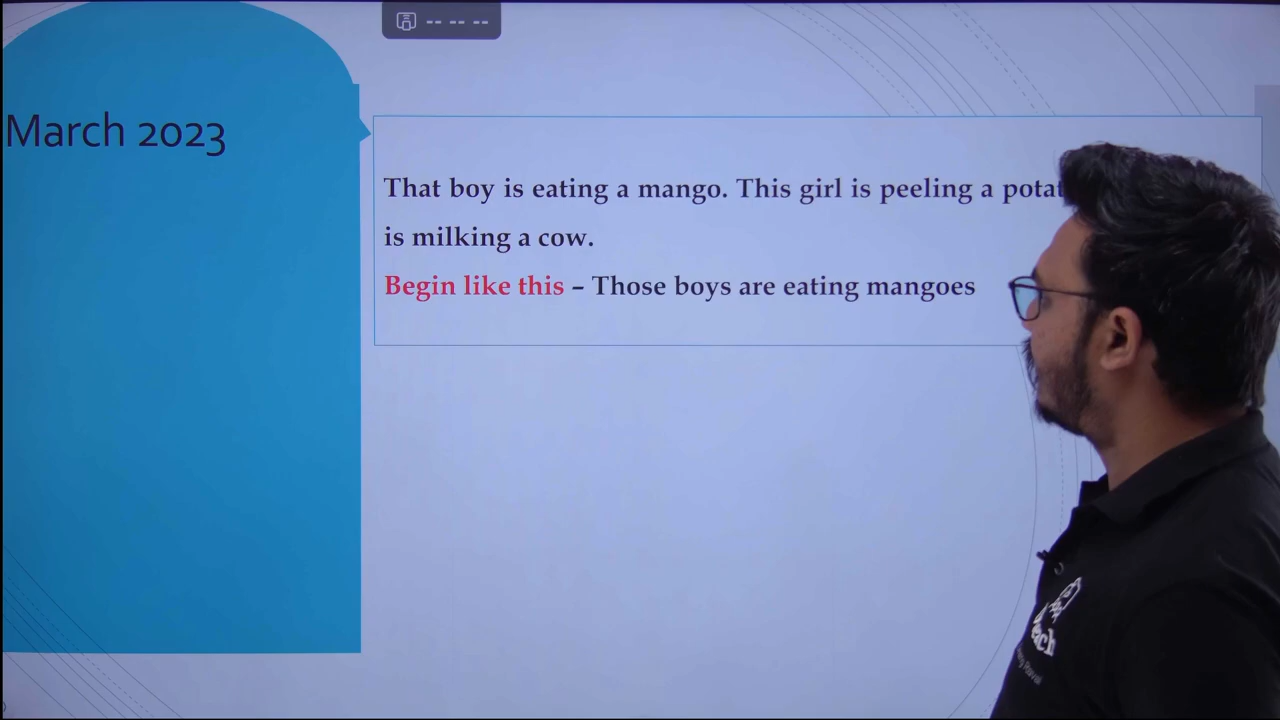 March 2023
That boy is eating a mango. This girl is peeling a
is milking a cow.
Begin like this – Those boys are eating mangoes